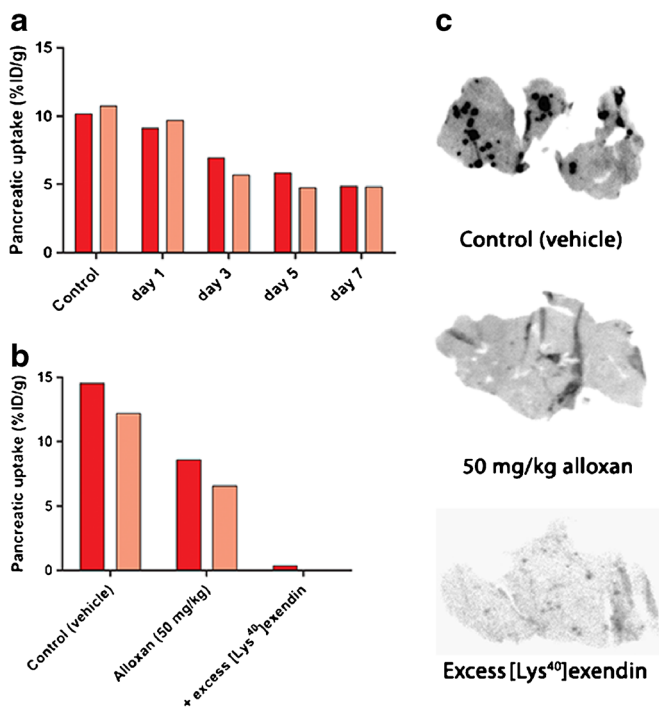 a
Pancreatic uptake (%ID/g)
15
10
5
0
Control
day 1
day 3
day 5
day 7
b
Pancreatic uptake (%ID/g)
15
10
5
0
Control (vehicle)
Alloxan (50 mg/kg)
+ excess [Lys⁴⁰]exendin
c
Control (vehicle)
50 mg/kg alloxan
Excess [Lys⁴⁰]exendin